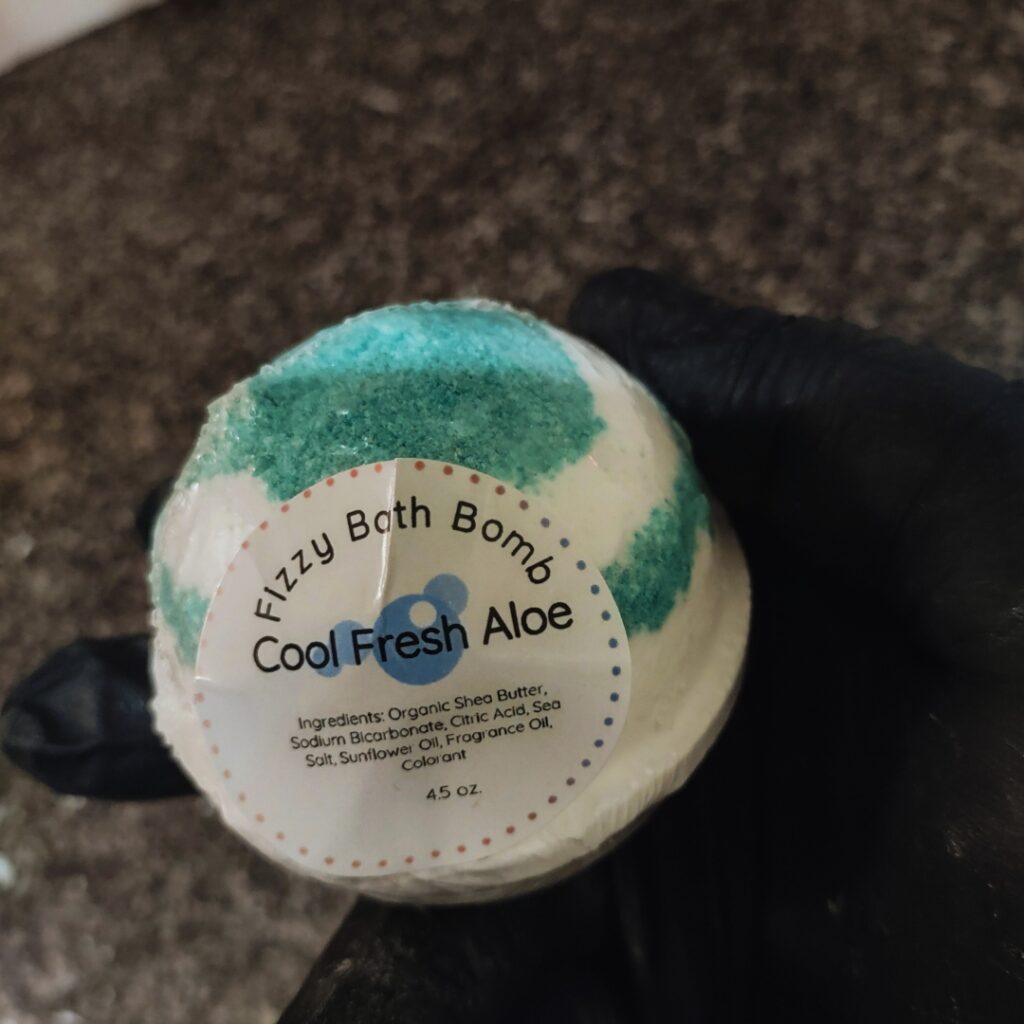 Fizzy Bath Bomb
Cool Fresh Aloe
Ingredients: Organic Shea Butter,
Sodium Bicarbonate, Citric Acid, Sea
Salt, Sunflower Oil, Fragrance Oil,
Colorant
4.5 oz.